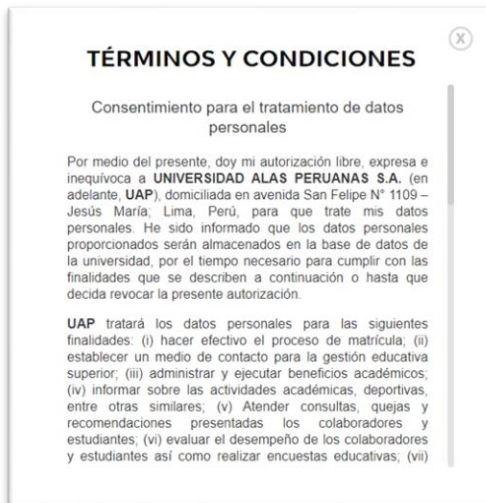 X
TÉRMINOS Y CONDICIONES
Consentimiento para el tratamiento de datos
personales
Por medio del presente, doy mi autorización libre, expresa e
inequívoca a UNIVERSIDAD ALAS PERUANAS S.A. (en
adelante, UAP), domiciliada en avenida San Felipe N° 1109 –
Jesús María; Lima, Perú, para que trate mis datos
personales. He sido informado que los datos personales
proporcionados serán almacenados en la base de datos de
la universidad, por el tiempo necesario para cumplir con las
finalidades que se describen a continuación o hasta que
decida revocar la presente autorización.
UAP tratará los datos personales para las siguientes
finalidades: (i) hacer efectivo el proceso de matrícula; (ii)
establecer un medio de contacto para la gestión educativa
superior; (iii) administrar y ejecutar beneficios académicos;
(iv) informar sobre las actividades académicas, deportivas,
entre otras similares; (v) Atender consultas, quejas y
recomendaciones presentadas los colaboradores y
estudiantes; (vi) evaluar el desempeño de los colaboradores
y estudiantes así como realizar encuestas educativas; (vii)